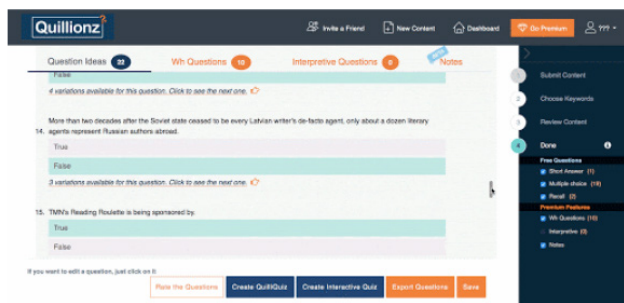 Quillionz?
Invite a Friend
New Content
Dashboard
Go Premium
???
Question Ideas 22
Wh Questions 10
Interpretive Questions 0
BETA
Notes
False
4 variations available for this question. Click to see the next one.
More than two decades after the Soviet state ceased to be every Latvian writer's de-facto agent, only about a dozen literary
14. agents represent Russian authors abroad.
True
False
3 variations available for this question. Click to see the next one.
15. TMN's Reading Roulette is being sponsored by.
True
False
If you want to edit a question, just click on it
Rate the Questions
Create QuilliQuiz
Create Interactive Quiz
Export Questions
Save
1 Submit Content
2 Choose Keywords
3 Review Content
4 Done
Free Questions
Short Answer (1)
Multiple choice (19)
Recall (2)
Premium Features
Wh Questions (10)
Interpretive (0)
Notes